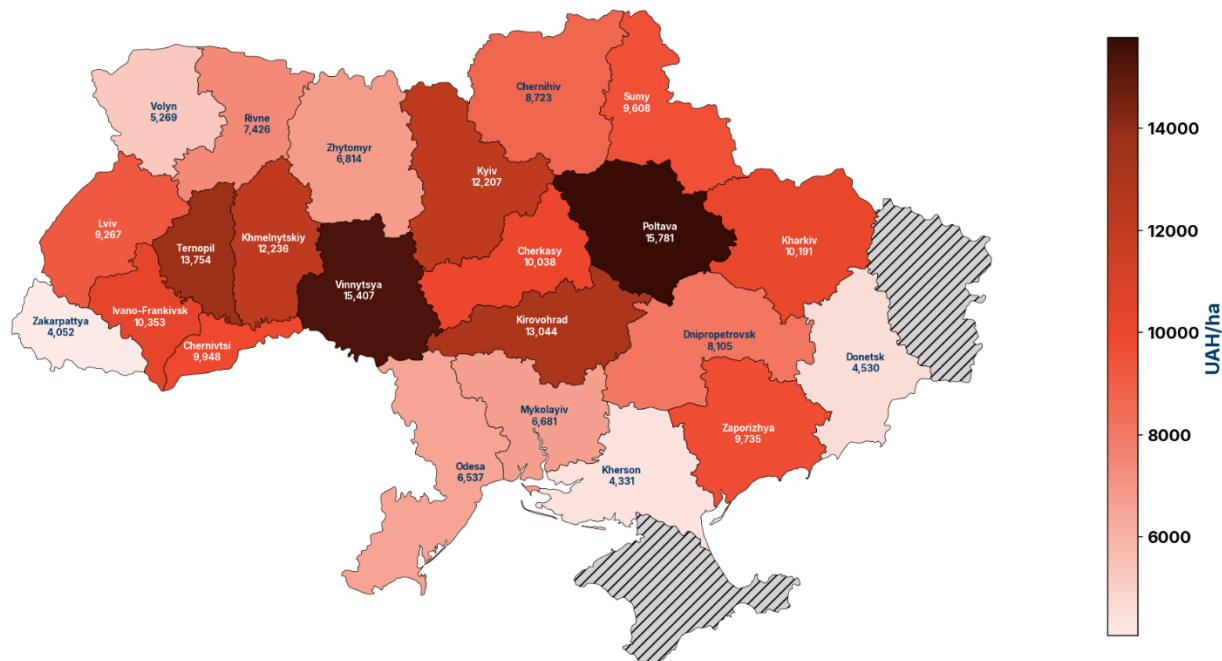 Chernihiv
8,723
Sumy
9,608
Volyn
5,269
Rivne
7,426
Zhytomyr
6,814
Kyiv
12,207
Lviv
9,267
Ternopil
13,754
Khmelnytskiy
12,236
Poltava
15,781
Kharkiv
10,191
Cherkasy
10,038
Vinnytsya
15,407
Zakarpattya
4,052
Ivano-Frankivsk
10,353
Chernivtsi
9,948
Kirovohrad
13,044
Dnipropetrovsk
8,105
Donetsk
4,530
Mykolayiv
6,681
Zaporizhya
9,735
Odesa
6,537
Kherson
4,331
14000
12000
10000
8000
6000
UAH/ha